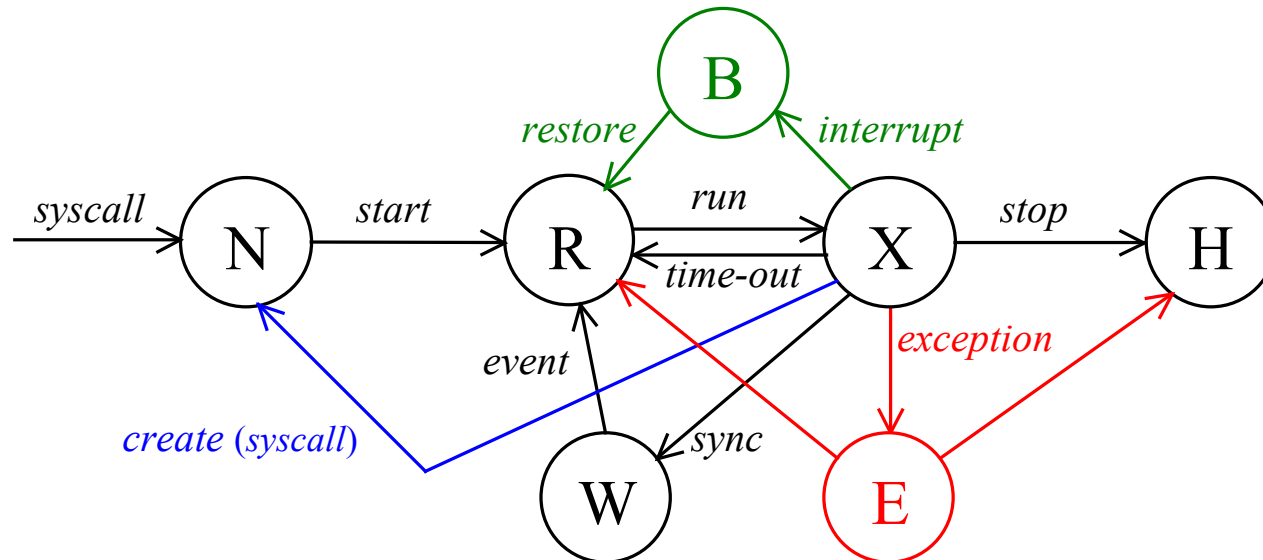 B
restore
interrupt
syscall
start
run
stop
N
R
X
H
time-out
event
exception
create (syscall)
sync
W
E